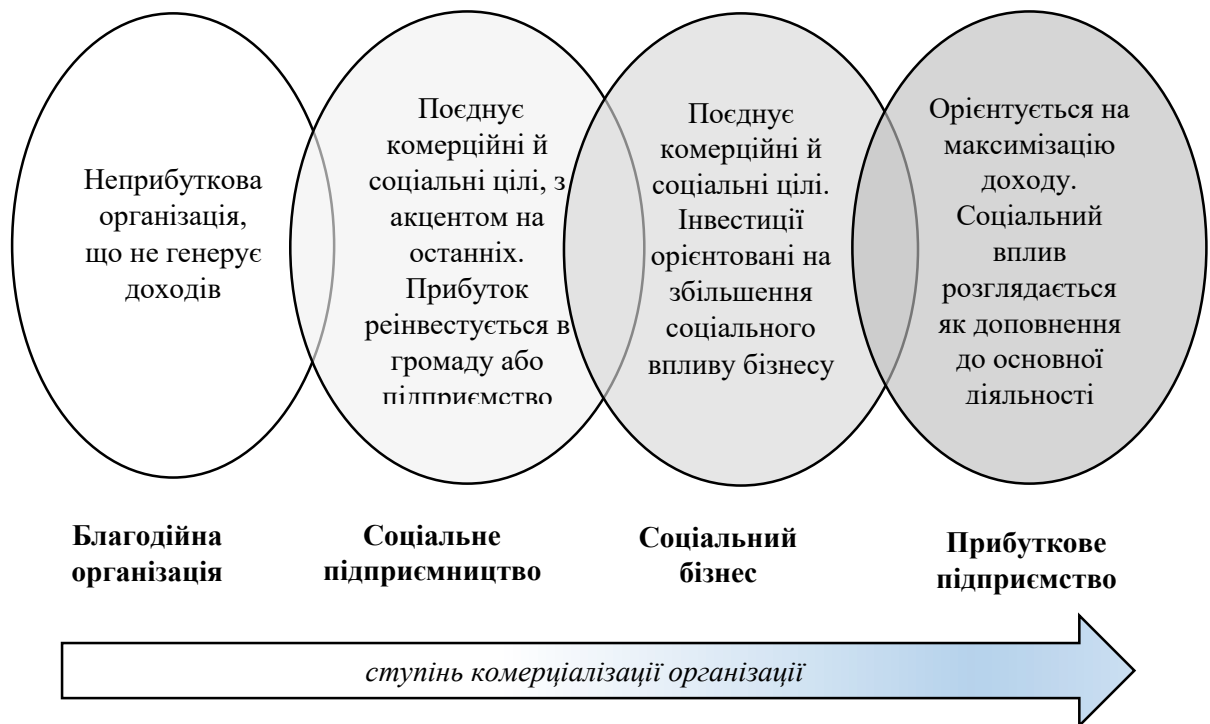 Неприбуткова
організація,
що не генерує
доходів
Поєднує
комерційні й
соціальні цілі, з
акцентом на
останніх.
Прибуток
реінвестується в
громаду або
підприємство
Поєднує
комерційні й
соціальні цілі.
Інвестиції
орієнтовані на
збільшення
соціального
впливу бізнесу
Орієнтується на
максимізацію
доходу.
Соціальний
вплив
розглядається
як доповнення
до основної
діяльності
Благодійна
організація
Соціальне
підприємництво
Соціальний
бізнес
Прибуткове
підприємство
ступінь комерціалізації організації